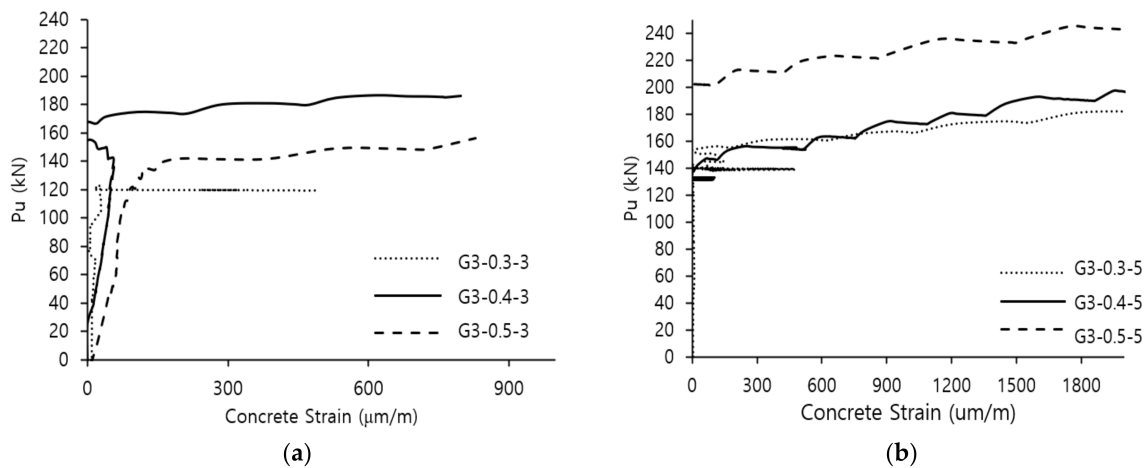 240
220
200
180
160
140
120
100
80
60
40
20
0
Pu (kN)
0 300 600 900
Concrete Strain (μm/m)
G3-0.3-3
G3-0.4-3
G3-0.5-3
(a)
240
220
200
180
160
140
120
100
80
60
40
20
0
Pu (kN)
0 300 600 900 1200 1500 1800
Concrete Strain (um/m)
G3-0.3-5
G3-0.4-5
G3-0.5-5
(b)